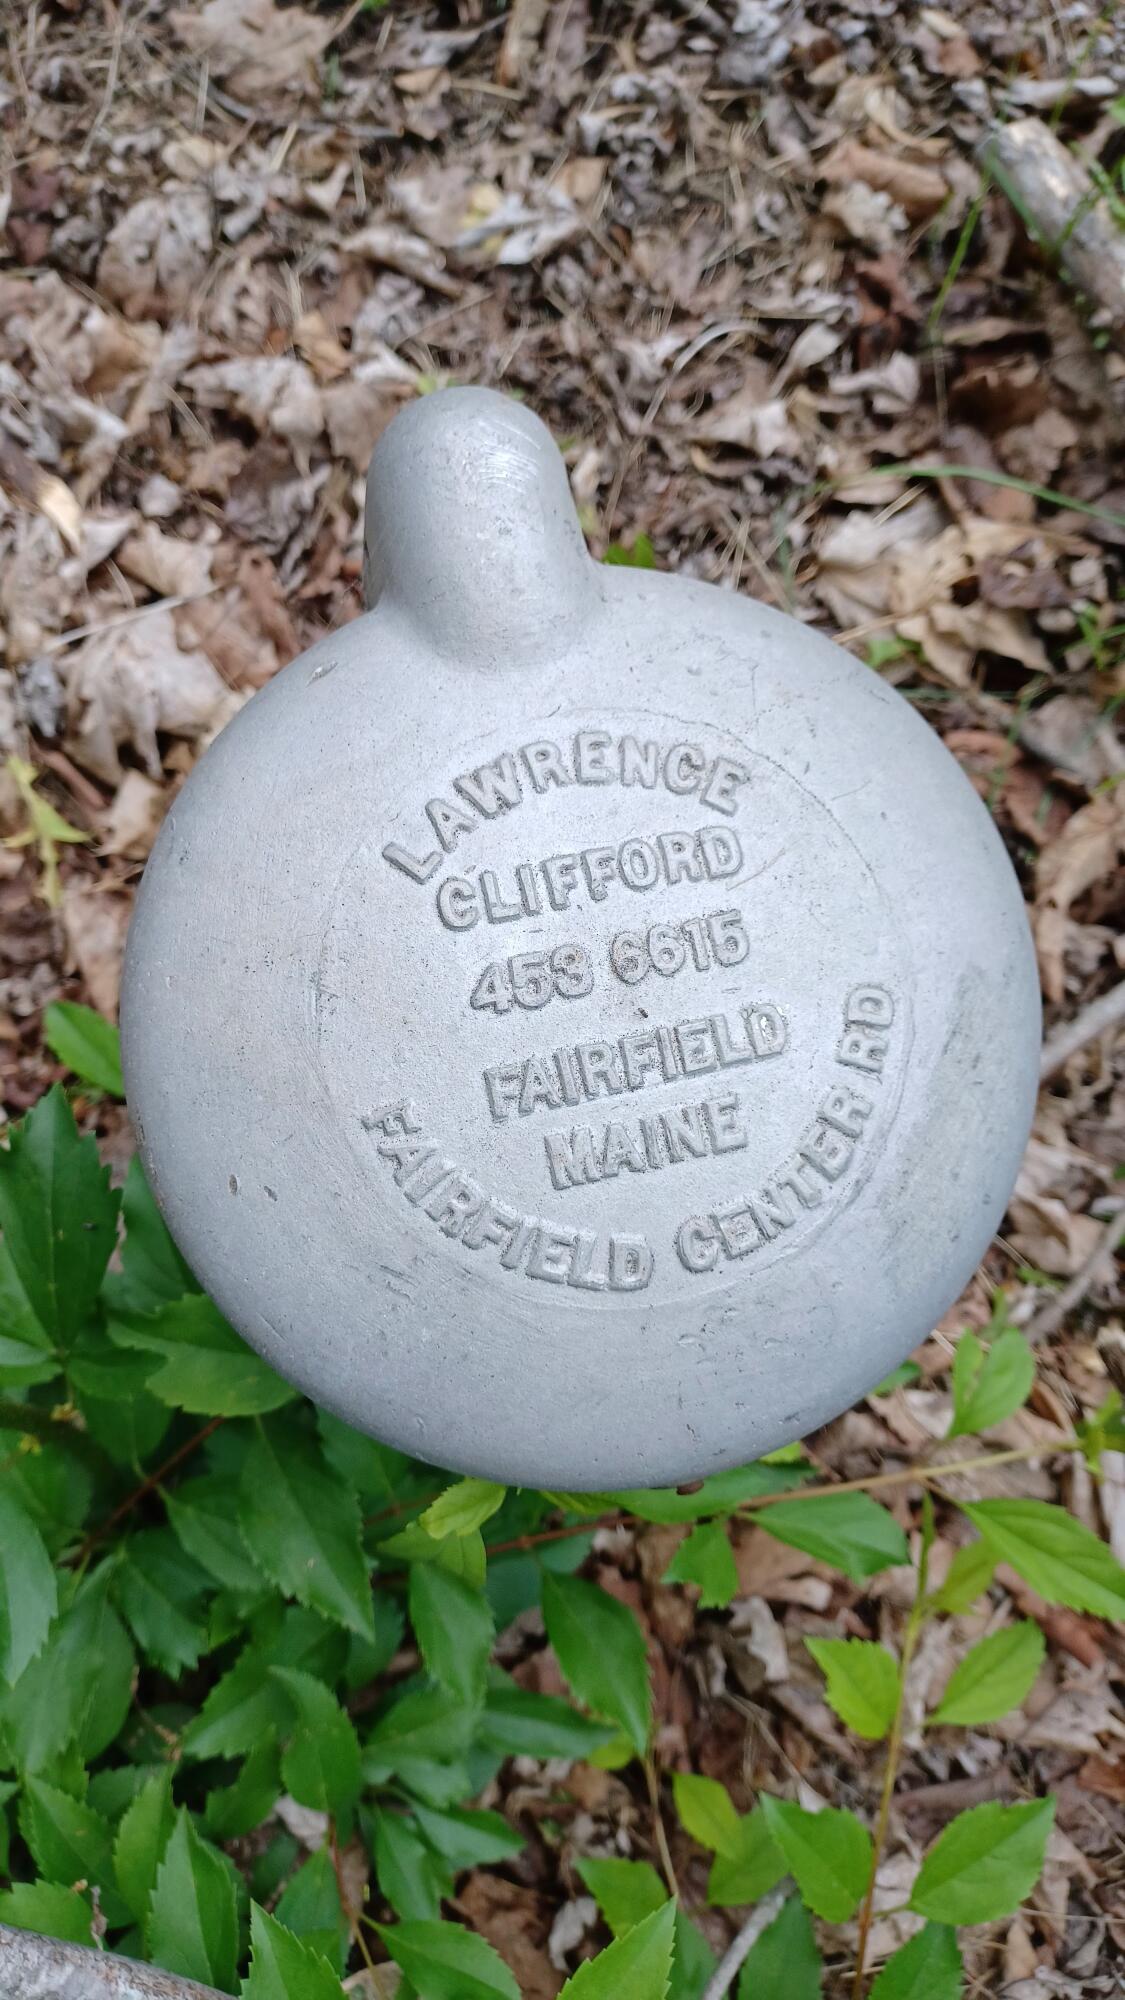 LAWRENCE
CLIFFORD
453 6615
FAIRFIELD
MAINE
FAIRFIELD CENTER RD